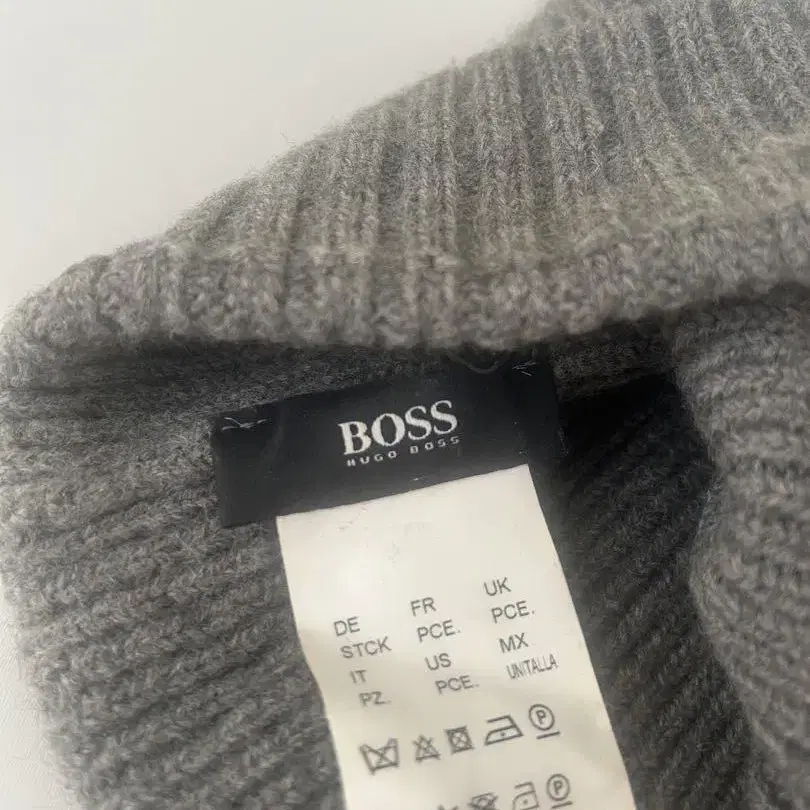 BOSS
HUGO BOSS
DE FR UK
STCK PCE. PCE.
IT US MX
PZ. PCE. UNITALLA
P
P